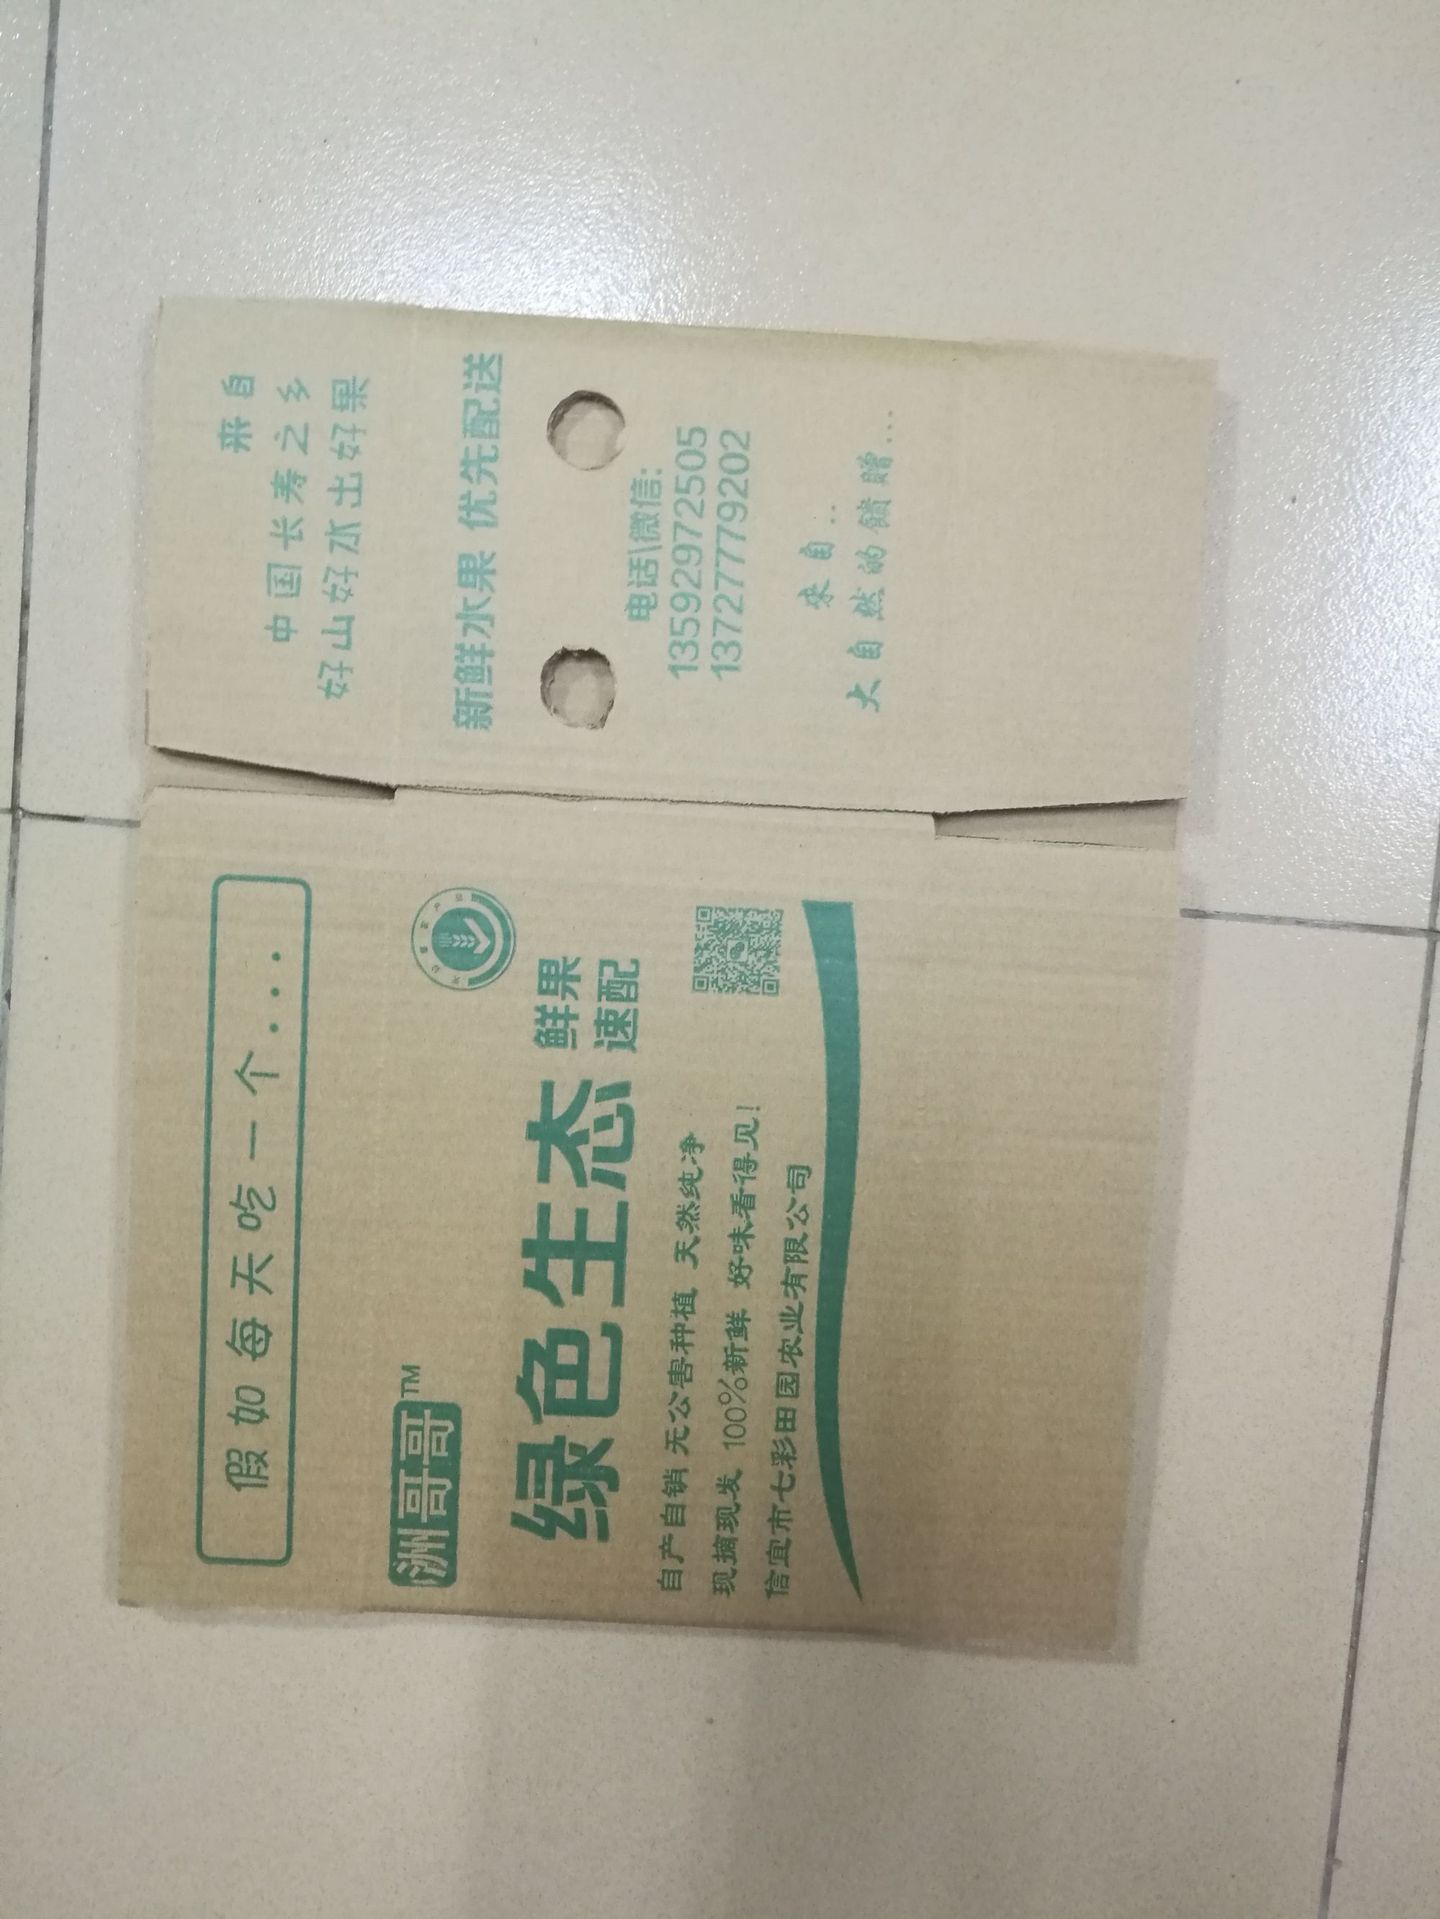 假如每天吃一个....
洲哥哥™
绿色生态
鲜果
速配
自产自销 无公害种植 天然纯净
现摘现发 100%新鲜 好味看得见!
信宜市七彩田园农业有限公司
来自
中国长寿之乡
好山好水出好果
新鲜水果 优先配送
电话\微信:
13592972505
13727779202
来自..
大自然的馈赠...